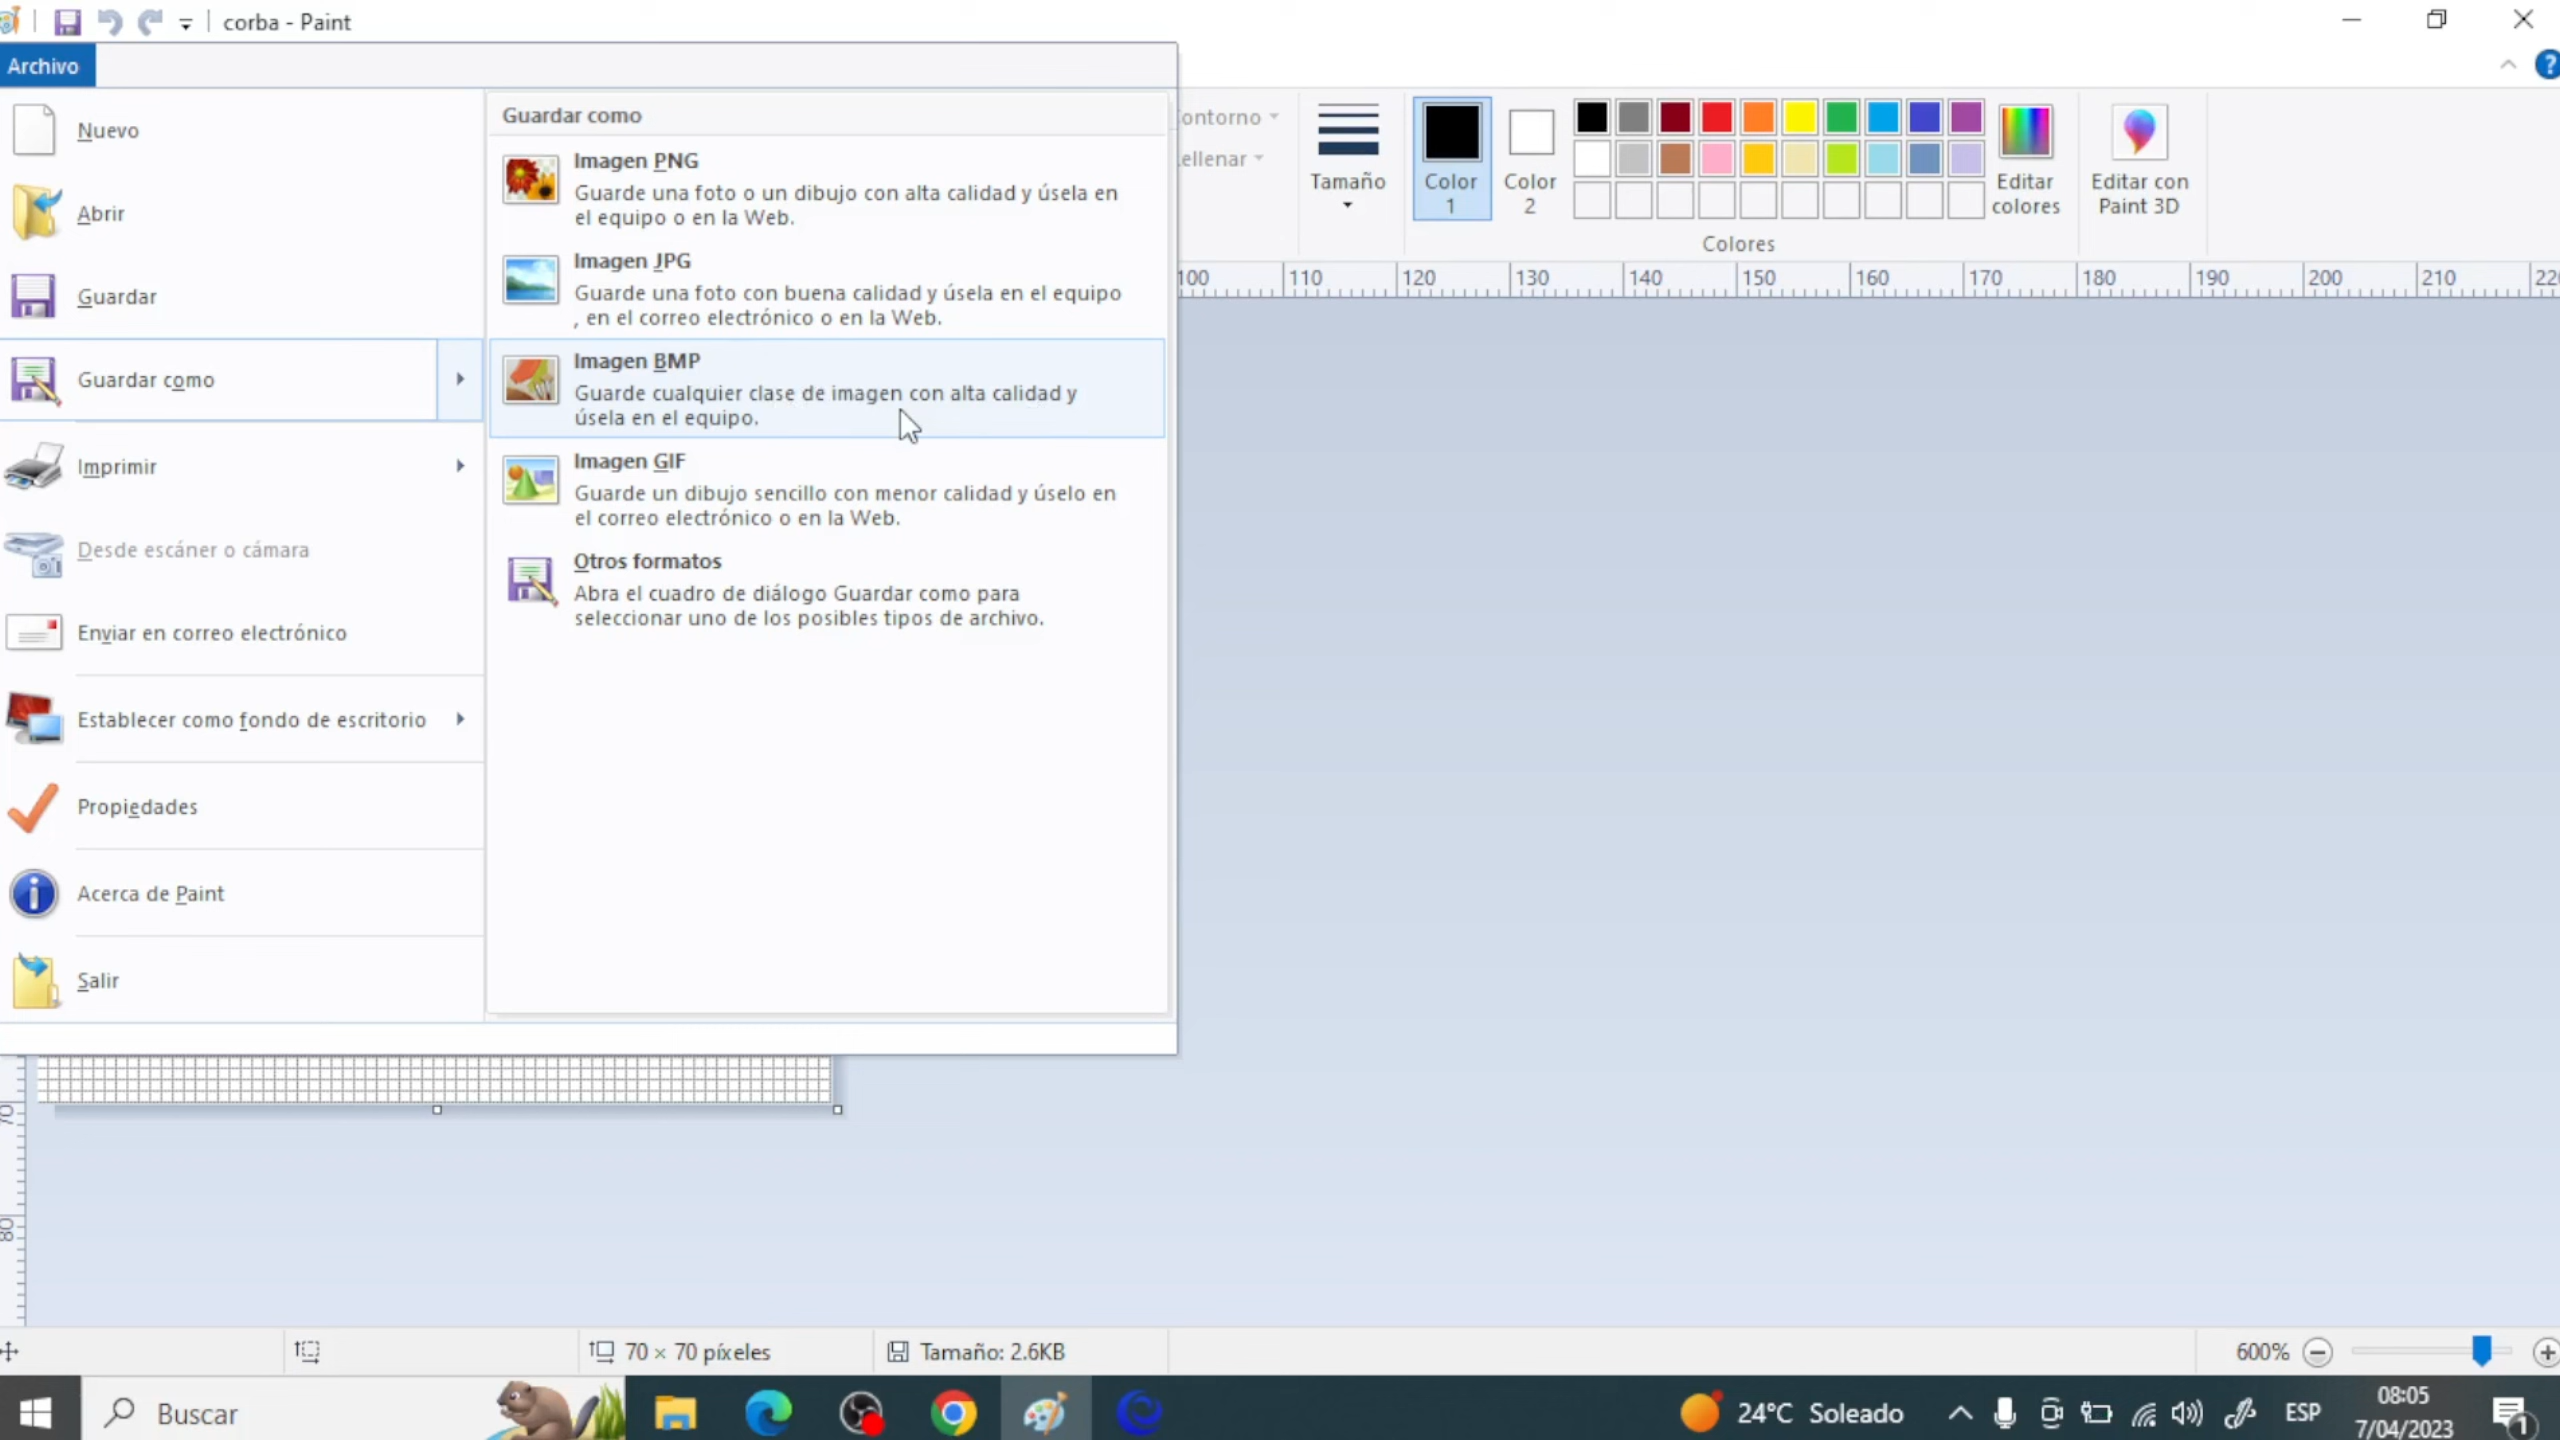 corba - Paint
Archivo
Nuevo
Abrir
Guardar
Guardar como
Imprimir
Desde escáner o cámara
Enviar en correo electrónico
Establecer como fondo de escritorio
Propiedades
Acerca de Paint
Salir
Guardar como
Imagen PNG
Guarde una foto o un dibujo con alta calidad y úsela en
el equipo o en la Web.
Imagen JPG
Guarde una foto con buena calidad y úsela en el equipo
, en el correo electrónico o en la Web.
Imagen BMP
Guarde cualquier clase de imagen con alta calidad y
úsela en el equipo.
Imagen GIF
Guarde un dibujo sencillo con menor calidad y úselo en
el correo electrónico o en la Web.
Otros formatos
Abra el cuadro de diálogo Guardar como para
seleccionar uno de los posibles tipos de archivo.
ontorno
ellenar
Tamaño
Color
1
Color
2
Editar
colores
Editar con
Paint 3D
Colores
100 110 120 130 140 150 160 170 180 190 200 210 22
70
80
70 × 70 píxeles
Tamaño: 2.6KB
600%
Buscar
24°C Soleado
ESP
08:05
7/04/2023
1